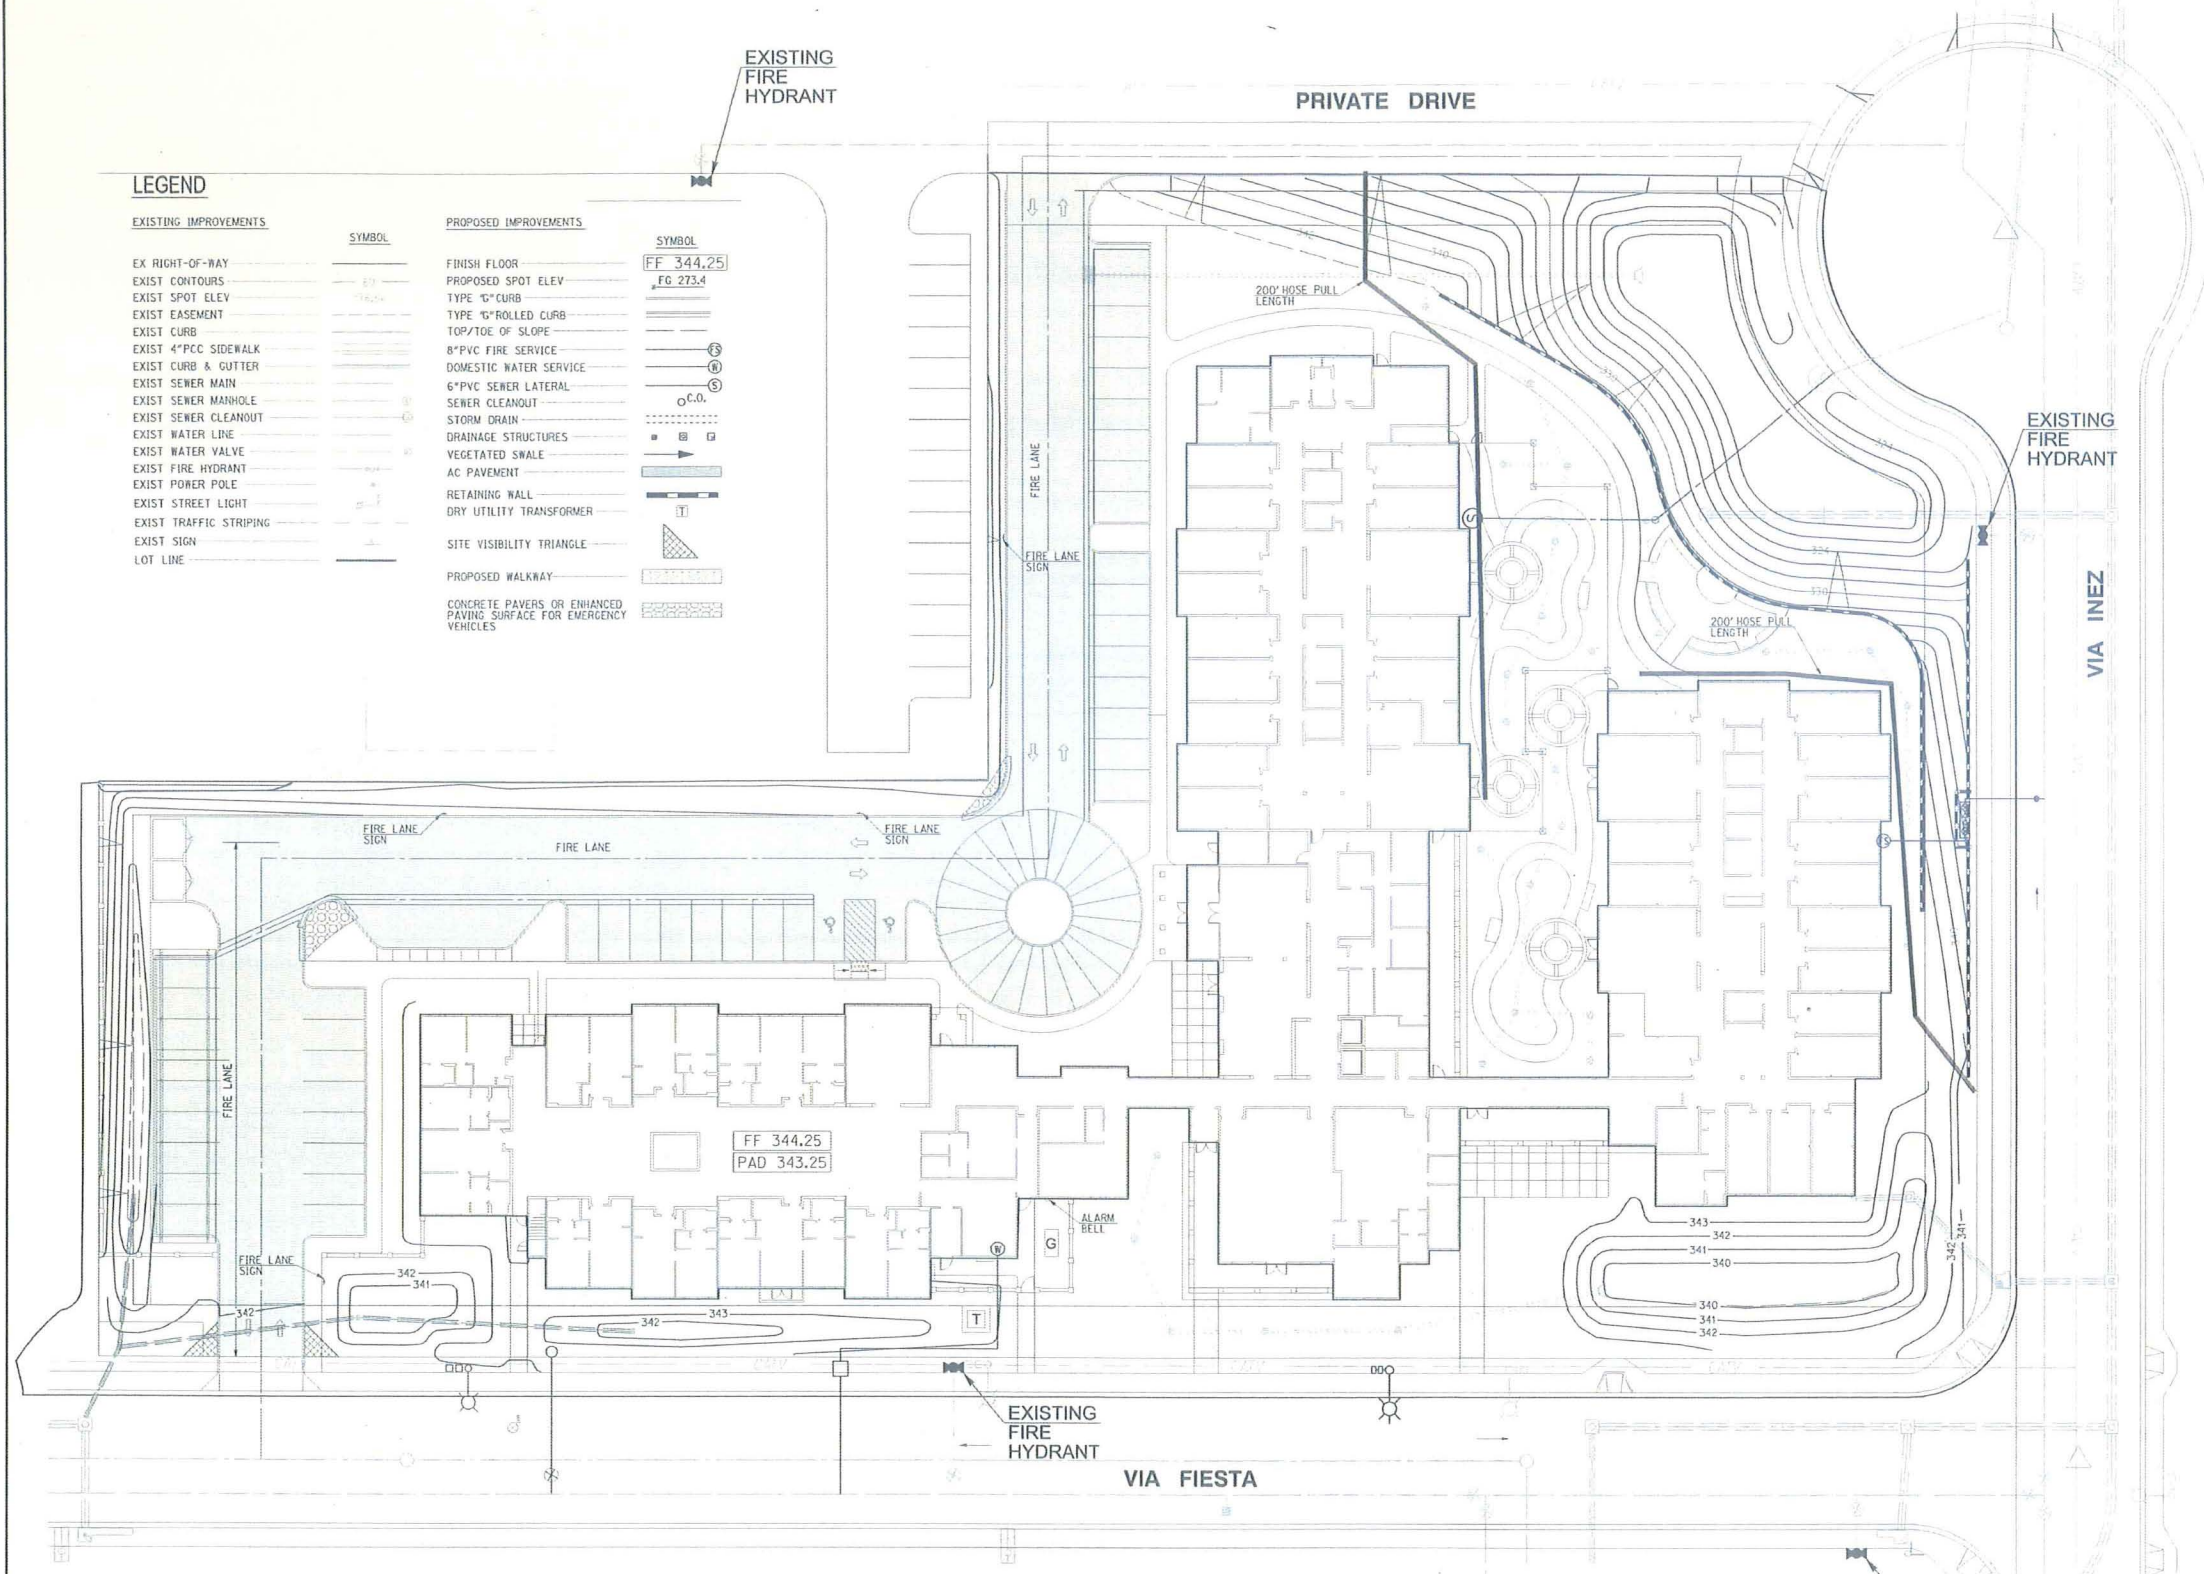 EXISTING
FIRE
HYDRANT
PRIVATE DRIVE
LEGEND
EXISTING IMPROVEMENTS
SYMBOL
EX RIGHT-OF-WAY
EXIST CONTOURS
EXIST SPOT ELEV
EXIST EASEMENT
EXIST CURB
EXIST 4"PCC SIDEWALK
EXIST CURB & GUTTER
EXIST SEWER MAIN
EXIST SEWER MANHOLE
EXIST SEWER CLEANOUT
EXIST WATER LINE
EXIST WATER VALVE
EXIST FIRE HYDRANT
EXIST POWER POLE
EXIST STREET LIGHT
EXIST TRAFFIC STRIPING
EXIST SIGN
LOT LINE
PROPOSED IMPROVEMENTS
SYMBOL
FINISH FLOOR FF 344.25
PROPOSED SPOT ELEV FG 273.4
TYPE "G" CURB
TYPE "G" ROLLED CURB
TOP/TOE OF SLOPE
8"PVC FIRE SERVICE FS
DOMESTIC WATER SERVICE W
6"PVC SEWER LATERAL S
SEWER CLEANOUT C.O.
STORM DRAIN
DRAINAGE STRUCTURES
VEGETATED SWALE
AC PAVEMENT
RETAINING WALL
DRY UTILITY TRANSFORMER T
SITE VISIBILITY TRIANGLE
PROPOSED WALKWAY
CONCRETE PAVERS OR ENHANCED
PAVING SURFACE FOR EMERGENCY
VEHICLES
342
340
200' HOSE PULL
LENGTH
330
324
EXISTING
FIRE
HYDRANT
FIRE LANE
FIRE LANE
SIGN
S
324
330
VIA INEZ
200' HOSE PULL
LENGTH
FIRE LANE
SIGN
FIRE LANE
FIRE LANE
SIGN
FS
340
FIRE LANE
FF 344.25
PAD 343.25
ALARM
BELL
W
G
FIRE LANE
SIGN
342
341
342
343
342
T
343
342
341
340
340
341
342
342
341
EXISTING
FIRE
HYDRANT
VIA FIESTA